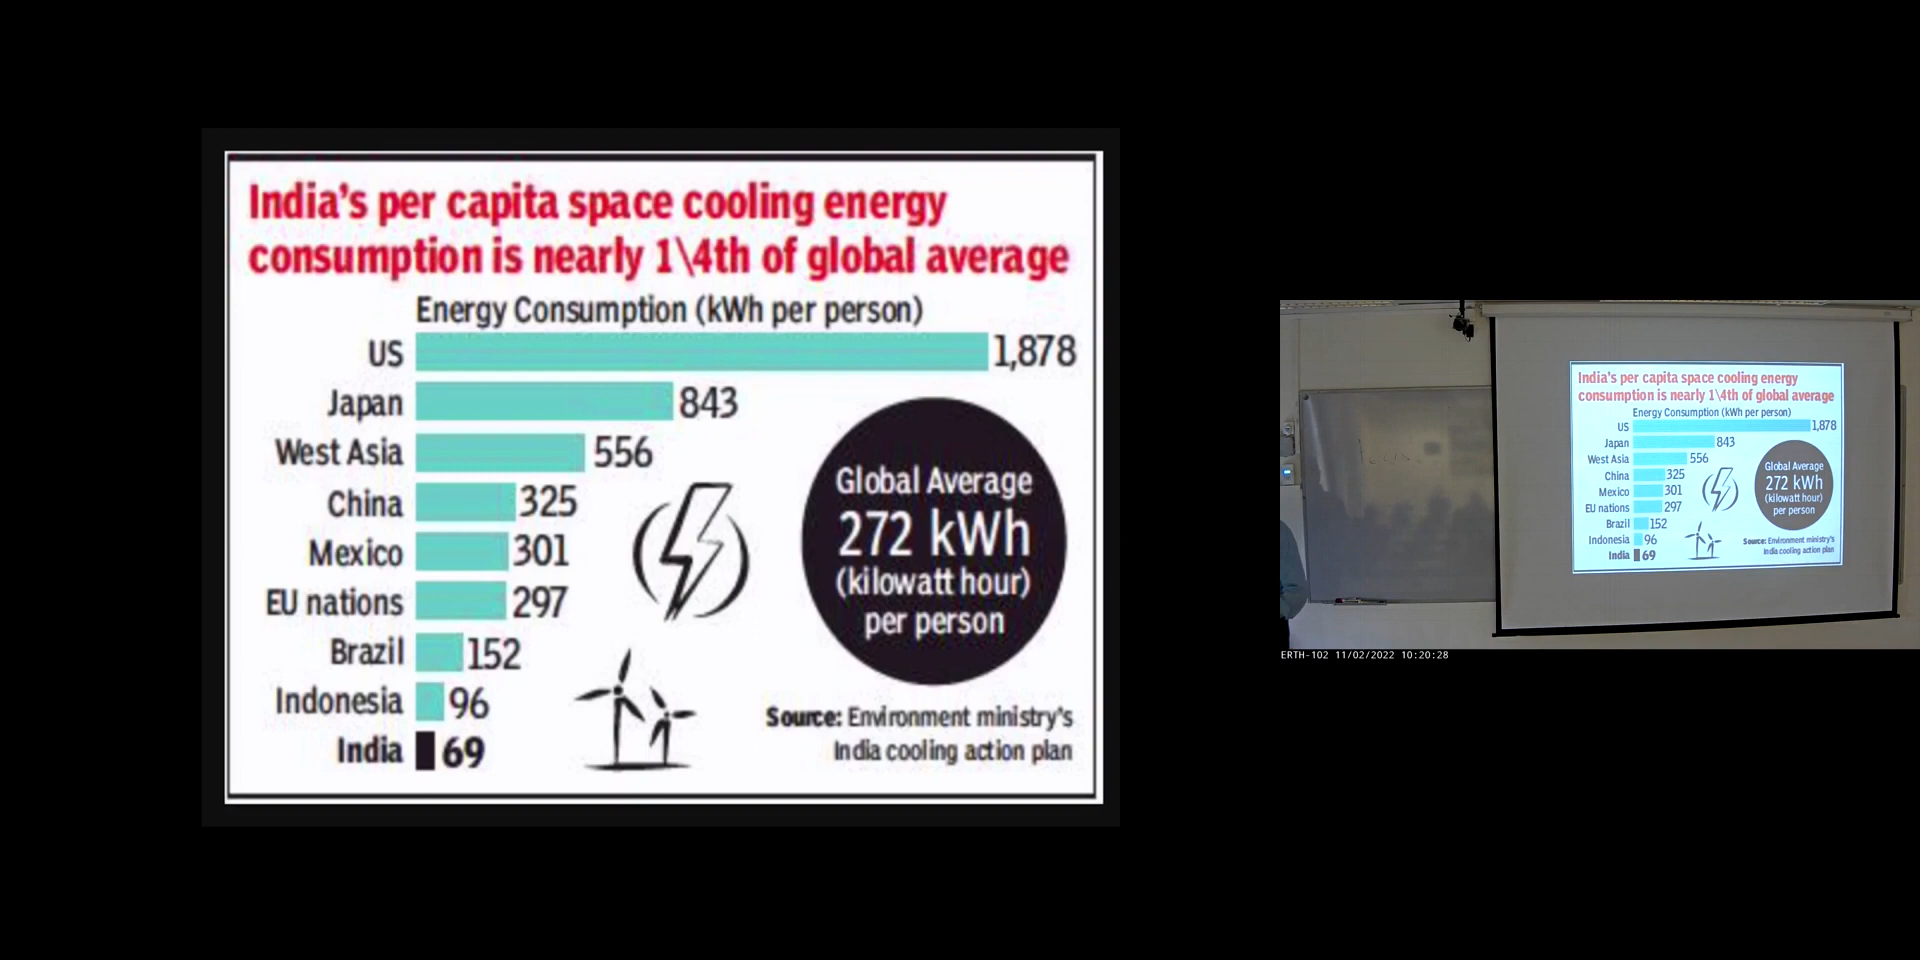 India's per capita space cooling energy
consumption is nearly 1\4th of global average
Energy Consumption (kWh per person)
US 1,878
Japan 843
West Asia 556
China 325
Mexico 301
EU nations 297
Brazil 152
Indonesia 96
India 69
Global Average
272 kWh
(kilowatt hour)
per person
Source: Environment ministry's
India cooling action plan
India's per capita space cooling energy
consumption is nearly 1\4th of global average
Energy Consumption (kWh per person)
US 1,878
Japan 843
West Asia 556
China 325
Mexico 301
EU nations 297
Brazil 152
Indonesia 96
India 69
Global Average
272 kWh
(kilowatt hour)
per person
Source: Environment ministry's
India cooling action plan
ERTH-102 11/02/2022 10:20:28